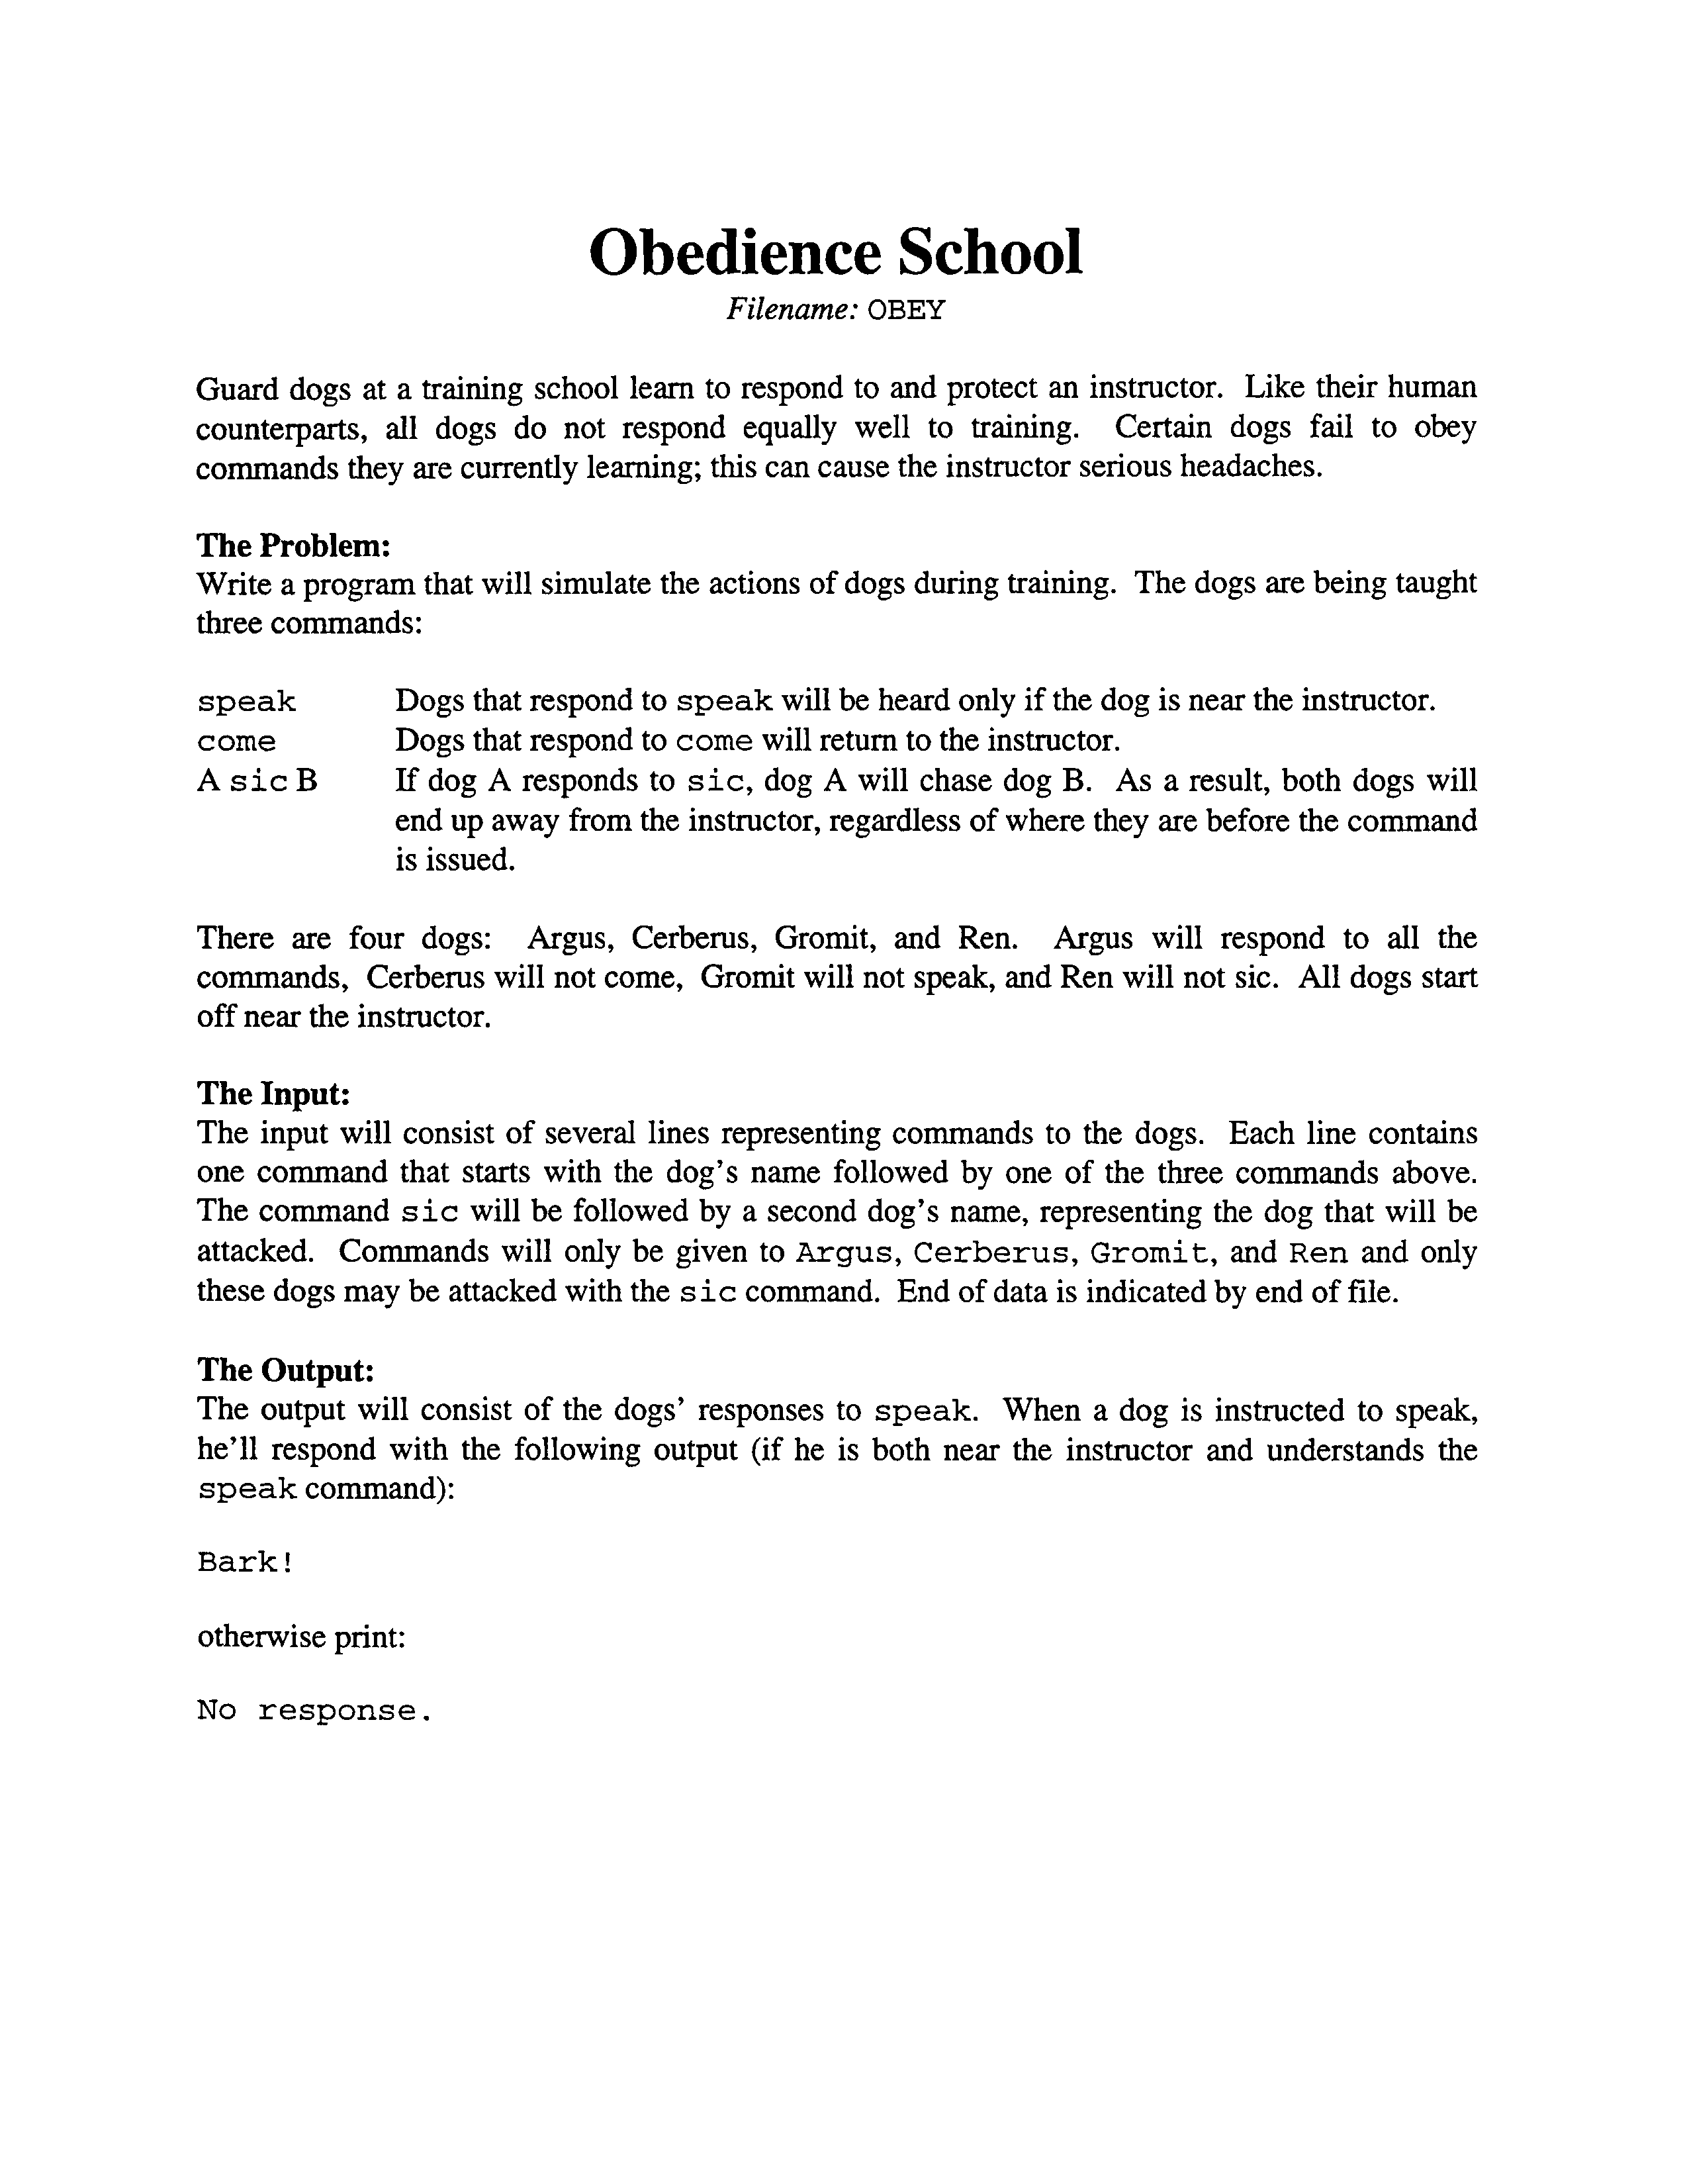 Obedience School
Filename: OBEY
Guard dogs at a training school learn to respond to and protect an instructor. Like their human
counterparts, all dogs do not respond equally well to training. Certain dogs fail to obey
commands they are currently learning; this can cause the instructor serious headaches.
The Problem:
Write a program that will simulate the actions of dogs during training. The dogs are being taught
three commands:
speak Dogs that respond to speak will be heard only if the dog is near the instructor.
come Dogs that respond to come will return to the instructor.
A sic B If dog A responds to sic, dog A will chase dog B. As a result, both dogs will
end up away from the instructor, regardless of where they are before the command
is issued.
There are four dogs: Argus, Cerberus, Gromit, and Ren. Argus will respond to all the
commands, Cerberus will not come, Gromit will not speak, and Ren will not sic. All dogs start
off near the instructor.
The Input:
The input will consist of several lines representing commands to the dogs. Each line contains
one command that starts with the dog's name followed by one of the three commands above.
The command sic will be followed by a second dog's name, representing the dog that will be
attacked. Commands will only be given to Argus, Cerberus, Gromit, and Ren and only
these dogs may be attacked with the sic command. End of data is indicated by end of file.
The Output:
The output will consist of the dogs' responses to speak. When a dog is instructed to speak,
he'll respond with the following output (if he is both near the instructor and understands the
speak command):
Bark!
otherwise print:
No response.